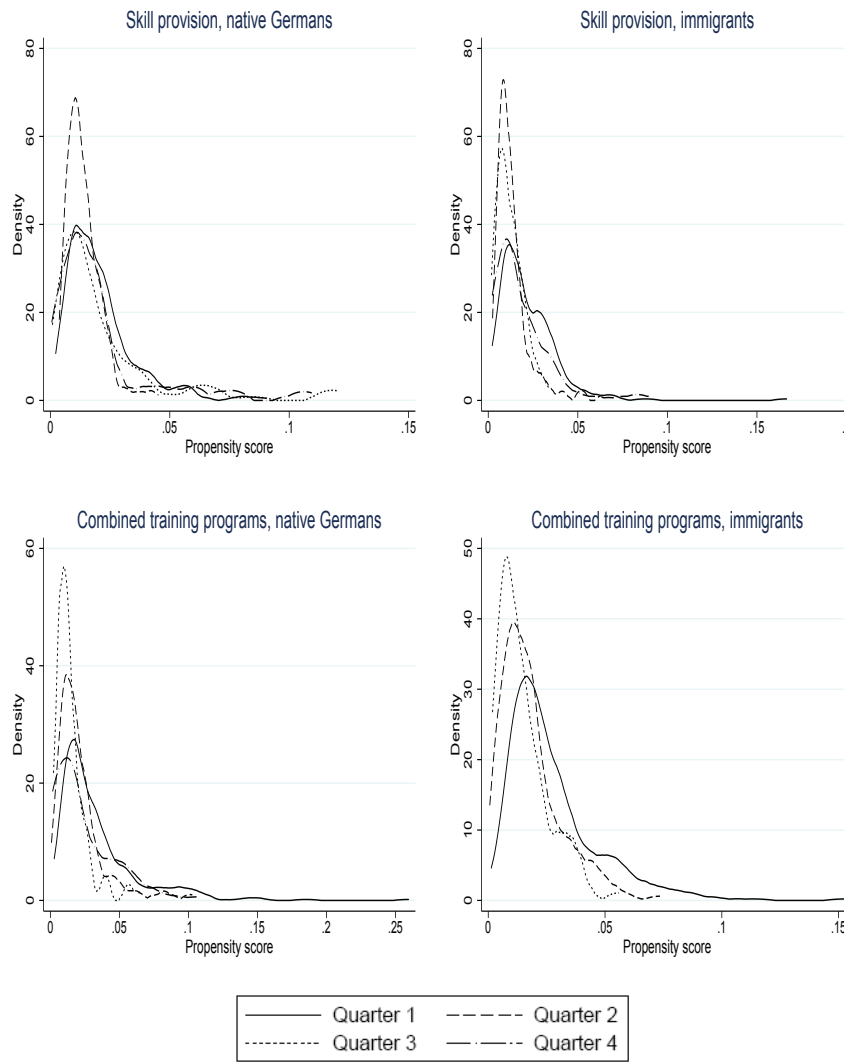 Skill provision, native Germans
Density
80
60
40
20
0
0
.05
.1
.15
Propensity score
Skill provision, immigrants
Density
80
60
40
20
0
0
.05
.1
.15
Propensity score
Combined training programs, native Germans
Density
60
40
20
0
0
.05
.1
.15
.2
.25
Propensity score
Combined training programs, immigrants
Density
50
40
30
20
10
0
0
.05
.1
.15
Propensity score
Quarter 1
Quarter 2
Quarter 3
Quarter 4